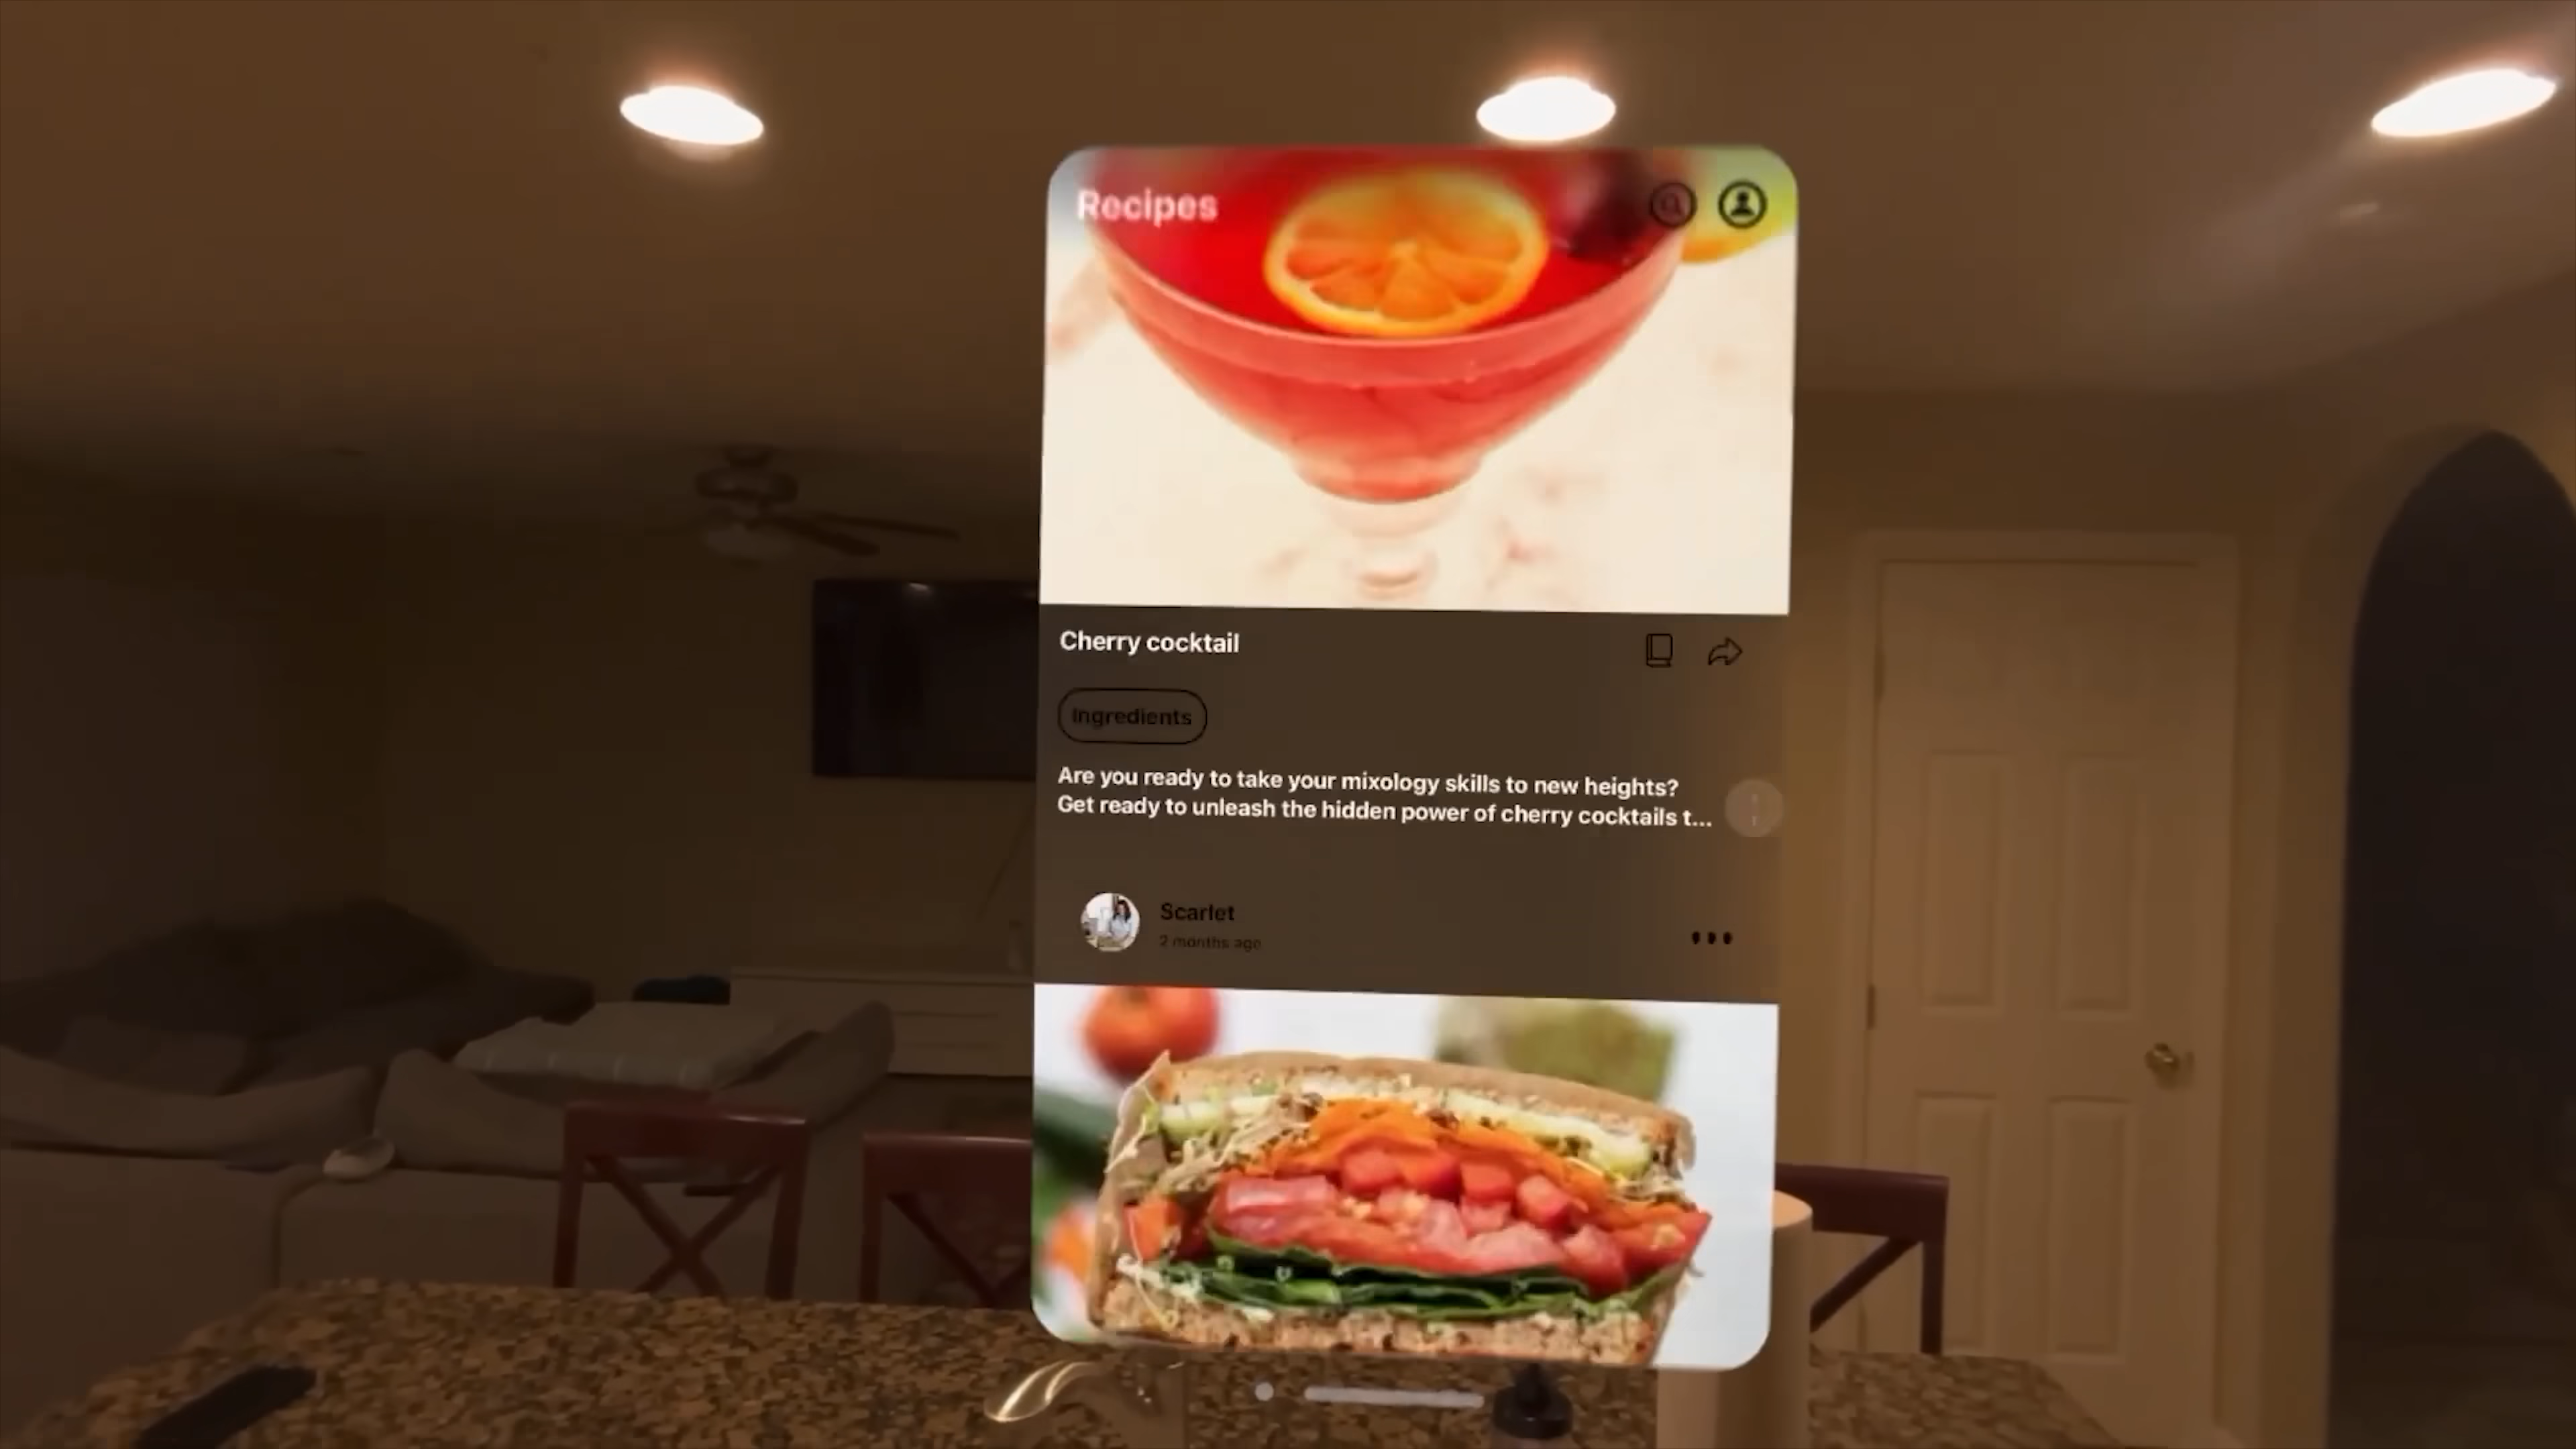 Recipes
Cherry cocktail
Ingredients
Are you ready to take your mixology skills to new heights?
Get ready to unleash the hidden power of cherry cocktails t...
Scarlet
2 months ago